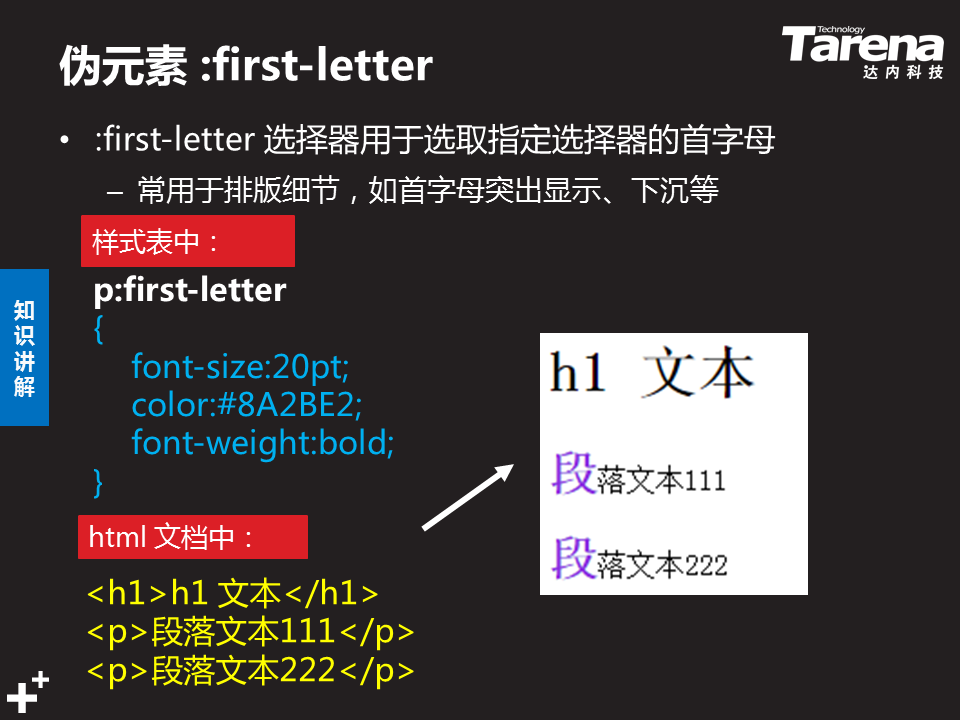 伪元素 :first-letter
Technology
Tarena
达内科技
• :first-letter 选择器用于选取指定选择器的首字母
– 常用于排版细节，如首字母突出显示、下沉等
样式表中：
p:first-letter
{
font-size:20pt;
color:#8A2BE2;
font-weight:bold;
}
知识讲解
h1 文本
段落文本111
段落文本222
html 文档中：
<h1>h1 文本</h1>
<p>段落文本111</p>
<p>段落文本222</p>